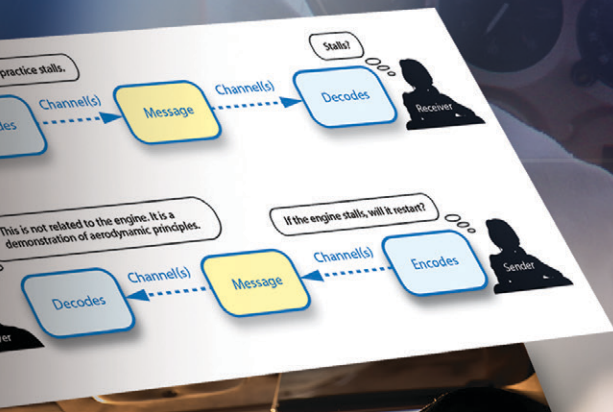 practice stalls.
Stalls?
Channel(s)
Message
Channel(s)
Decodes
Receiver
This is not related to the engine. It is a
demonstration of aerodynamic principles.
If the engine stalls, will it restart?
Decodes
Channel(s)
Message
Channel(s)
Encodes
Sender